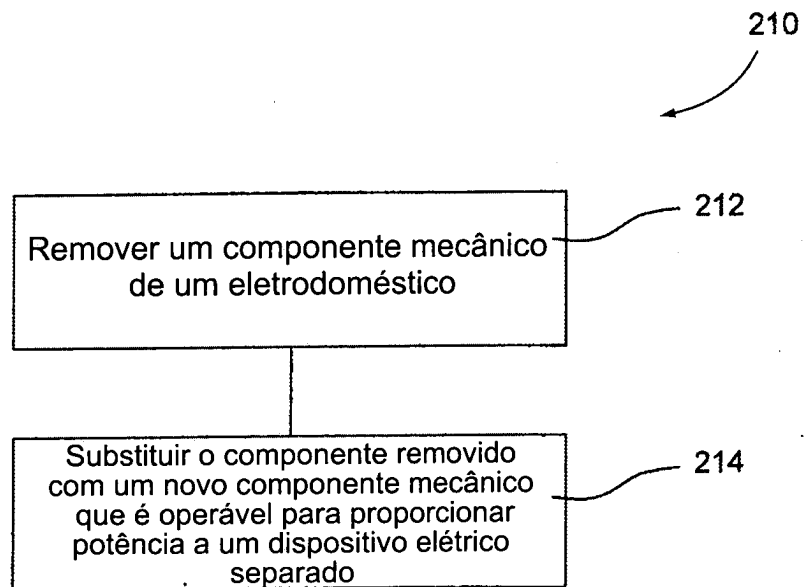 210
212
Remover um componente mecânico
de um eletrodoméstico
214
Substituir o componente removido
com um novo componente mecânico
que é operável para proporcionar
potência a um dispositivo elétrico
separado